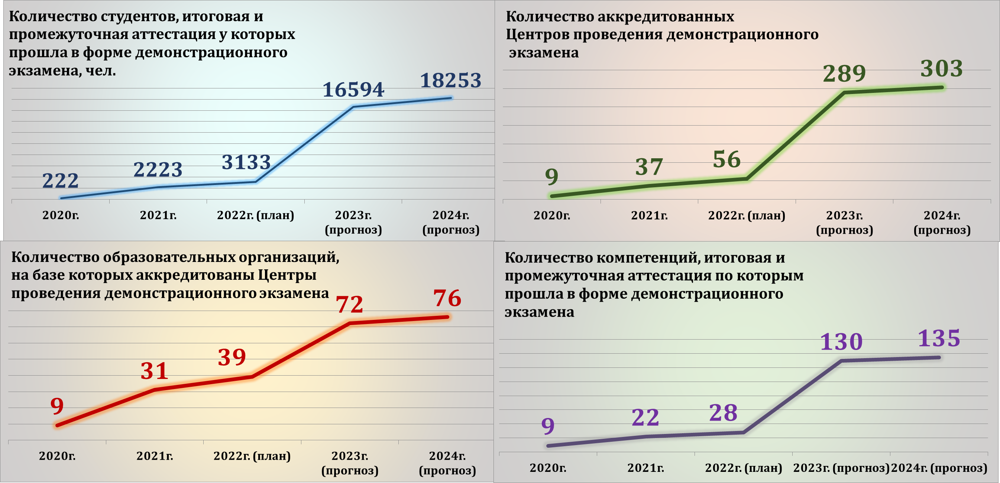 Количество студентов, итоговая и
промежуточная аттестация у которых
прошла в форме демонстрационного
экзамена, чел.
222
2223
3133
16594
18253
2020г.
2021г.
2022г. (план)
2023г.
(прогноз)
2024г.
(прогноз)
Количество аккредитованных
Центров проведения демонстрационного
экзамена
9
37
56
289
303
2020г.
2021г.
2022г. (план)
2023г.
(прогноз)
2024г.
(прогноз)
Количество образовательных организаций,
на базе которых аккредитованы Центры
проведения демонстрационного экзамена
9
31
39
72
76
2020г.
2021г.
2022г. (план)
2023г.
(прогноз)
2024г.
(прогноз)
Количество компетенций, итоговая и
промежуточная аттестация по которым
прошла в форме демонстрационного
экзамена
9
22
28
130
135
2020г.
2021г.
2022г. (план)
2023г. (прогноз)
2024г. (прогноз)